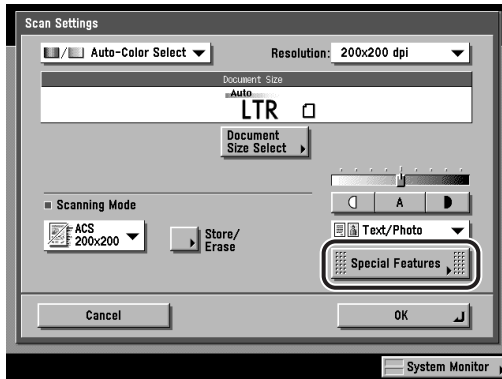 Scan Settings
Auto-Color Select
Resolution: 200x200 dpi
Document Size
Auto
LTR
Document
Size Select
Scanning Mode
A
ACS
200x200
Store/
Erase
Text/Photo
Special Features
Cancel
OK
System Monitor